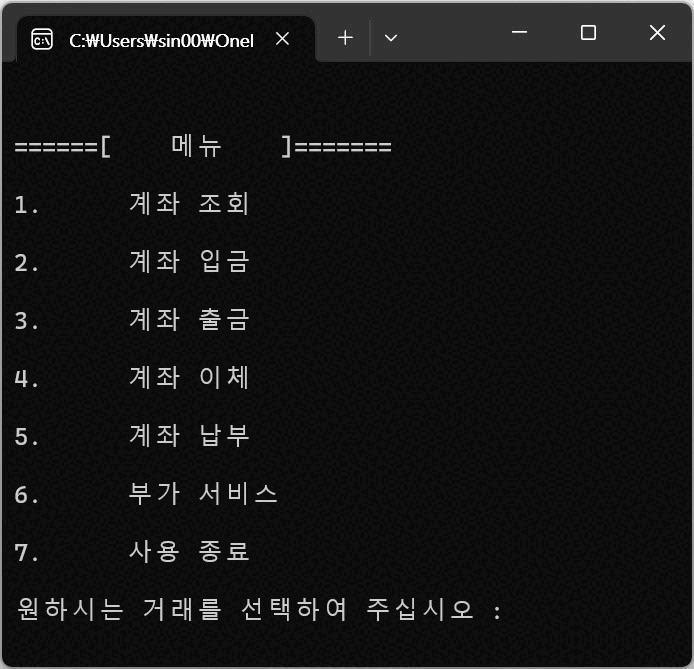 C:₩Users₩sin00₩Onel
======[    메뉴    ]=======
1.      계좌 조회
2.      계좌 입금
3.      계좌 출금
4.      계좌 이체
5.      계좌 납부
6.      부가 서비스
7.      사용 종료
원하시는 거래를 선택하여 주십시오 :